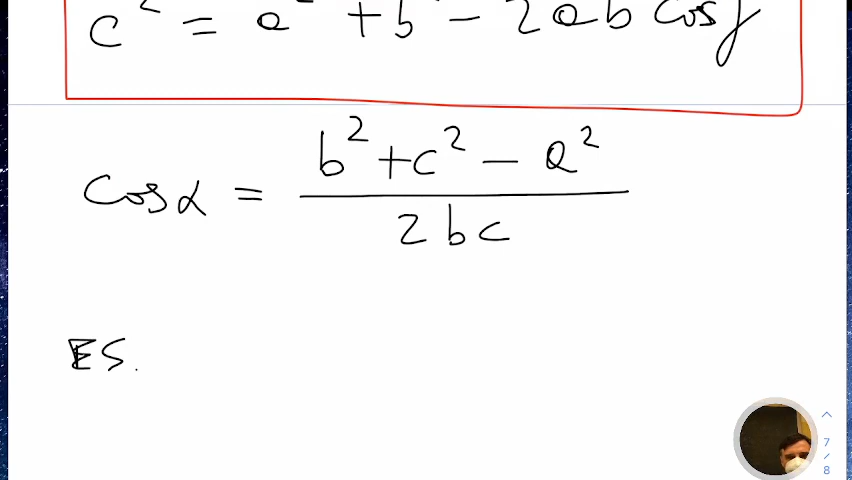 c² = a² + b² - 2ab cos γ
cos α = b² + c² - a²
2bc
ES.
7
/
8